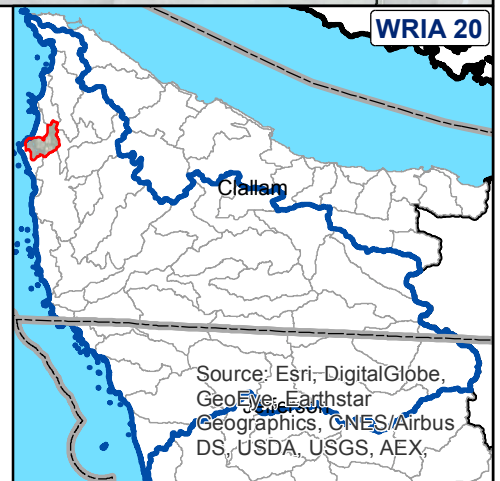 WRIA 20
Clallam
Source: Esri, DigitalGlobe,
GeoEye, Earthstar
Geographics, CNES/Airbus
DS, USDA, USGS, AEX,